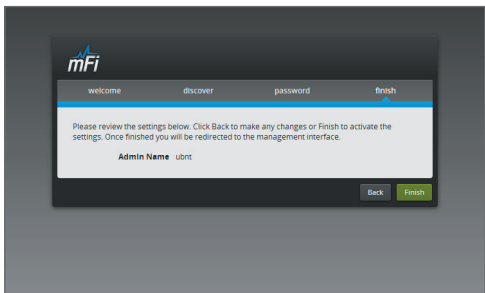 mFi
welcome discover password finish
Please review the settings below. Click Back to make any changes or Finish to activate the
settings. Once finished you will be redirected to the management interface.
Admin Name ubnt
Back Finish